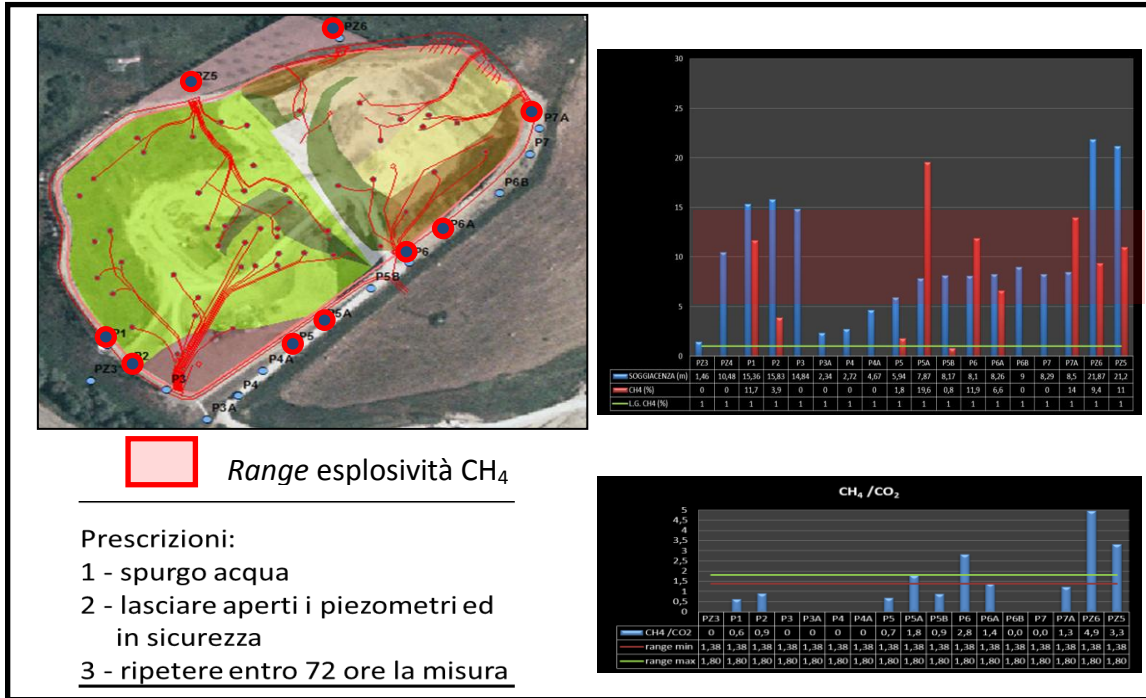 PZ6
PZ5
P7A
P7
P6B
P6A
P6
P5B
P5A
P5
P4A
P4
P3A
P3
PZ3
P2
P1
Range esplosività CH4
Prescrizioni:
1 - spurgo acqua
2 - lasciare aperti i piezometri ed
in sicurezza
3 - ripetere entro 72 ore la misura
30
25
20
15
10
5
0
PZ3 PZ4 P1 P2 P3 P3A P4 P4A P5 P5A P5B P6 P6A P6B P7 P7A PZ6 PZ5
SOGGIACENZA (m) 1,46 10,48 15,36 15,83 14,84 2,34 2,72 4,67 5,94 7,87 8,17 8,1 8,26 9 8,29 8,5 21,87 21,2
CH4 (%) 0 0 11,7 3,9 0 0 0 0 1,8 19,6 0,8 11,9 6,6 0 0 14 9,4 11
L.G. CH4 (%) 1 1 1 1 1 1 1 1 1 1 1 1 1 1 1 1 1 1
CH4 /CO2
5
4,5
4
3,5
3
2,5
2
1,5
1
0,5
0
PZ3 P1 P2 P3 P3A P4 P4A P5 P5A P5B P6 P6A P6B P7 P7A PZ6 PZ5
CH4 /CO2 0 0,6 0,9 0 0 0 0 0,7 1,8 0,9 2,8 1,4 0,0 0,0 1,3 4,9 3,3
range min 1,38 1,38 1,38 1,38 1,38 1,38 1,38 1,38 1,38 1,38 1,38 1,38 1,38 1,38 1,38 1,38 1,38
range max 1,80 1,80 1,80 1,80 1,80 1,80 1,80 1,80 1,80 1,80 1,80 1,80 1,80 1,80 1,80 1,80 1,80